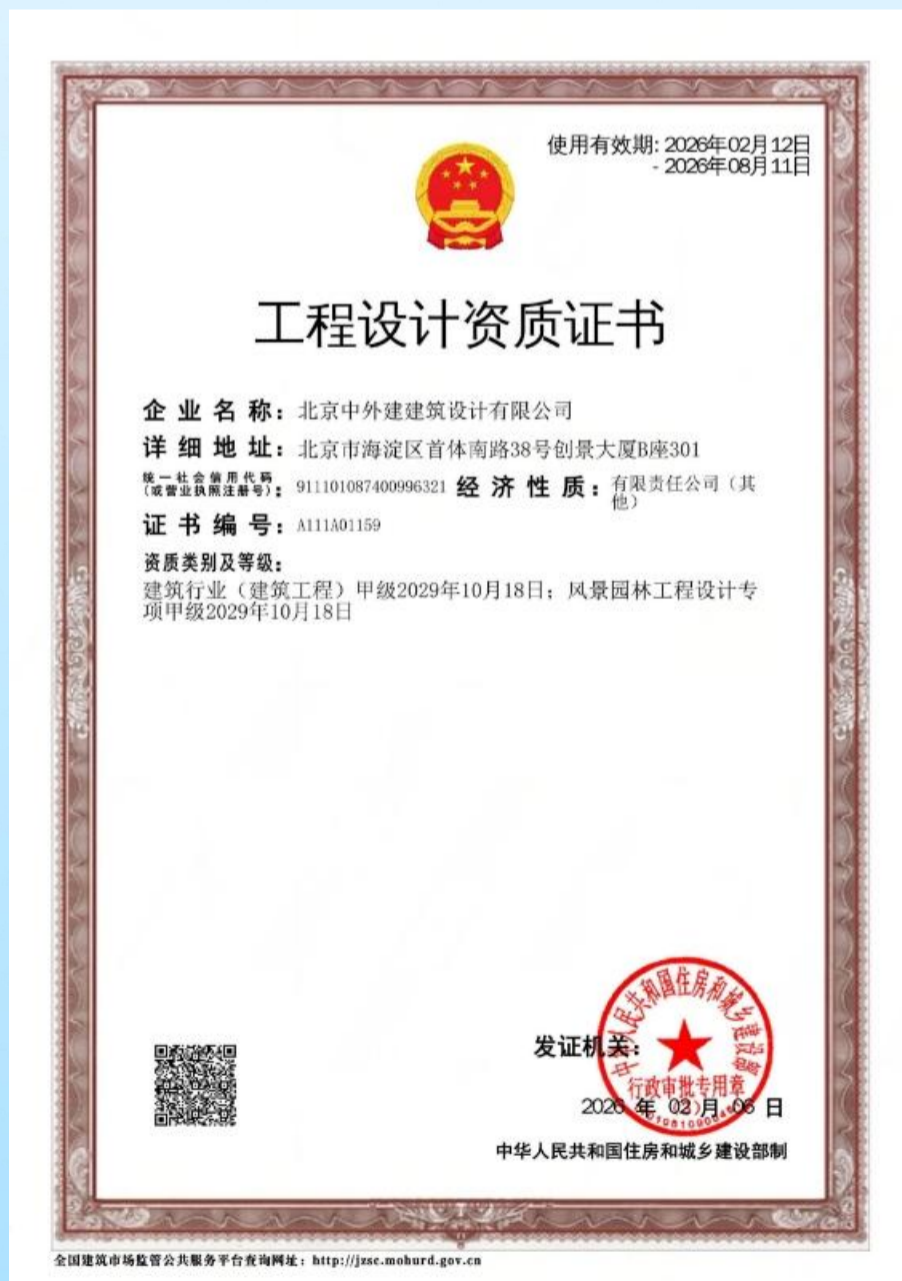 使用有效期: 2026年02月12日
- 2026年08月11日
工程设计资质证书
企业名称：北京中外建建筑设计有限公司
详细地址：北京市海淀区首体南路38号创景大厦B座301
统一社会信用代码
(或营业执照注册号)：911101087400996321 经济性质：有限责任公司（其
他）
证书编号：A111A01159
资质类别及等级：
建筑行业（建筑工程）甲级2029年10月18日；风景园林工程设计专
项甲级2029年10月18日
中华人民共和国住房和城乡建设部
发证机关：
行政审批专用章
2026 年 02 月 06 日
中华人民共和国住房和城乡建设部制
全国建筑市场监管公共服务平台查询网址：http://jzsc.mohurd.gov.cn